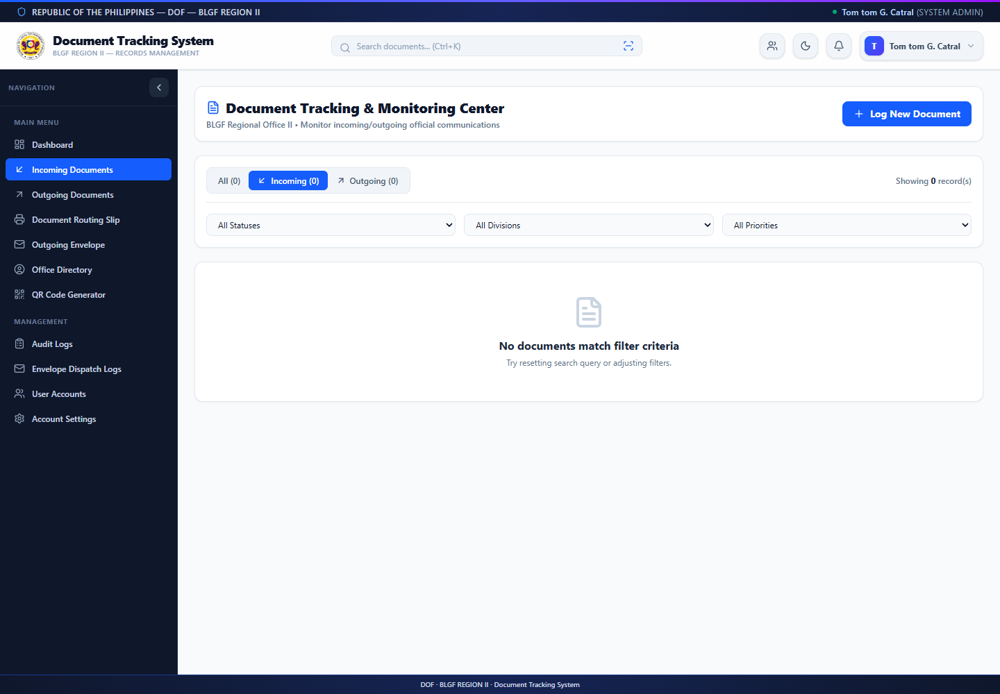 REPUBLIC OF THE PHILIPPINES — DOF — BLGF REGION II
Tom tom G. Catral (SYSTEM ADMIN)
Document Tracking System
BLGF REGION II — RECORDS MANAGEMENT
Search documents... (Ctrl+K)
T
Tom tom G. Catral
NAVIGATION
MAIN MENU
Dashboard
Incoming Documents
Outgoing Documents
Document Routing Slip
Outgoing Envelope
Office Directory
QR Code Generator
MANAGEMENT
Audit Logs
Envelope Dispatch Logs
User Accounts
Account Settings
Document Tracking & Monitoring Center
BLGF Regional Office II • Monitor incoming/outgoing official communications
Log New Document
All (0)
Incoming (0)
Outgoing (0)
Showing 0 record(s)
All Statuses
All Divisions
All Priorities
No documents match filter criteria
Try resetting search query or adjusting filters.
DOF · BLGF REGION II · Document Tracking System